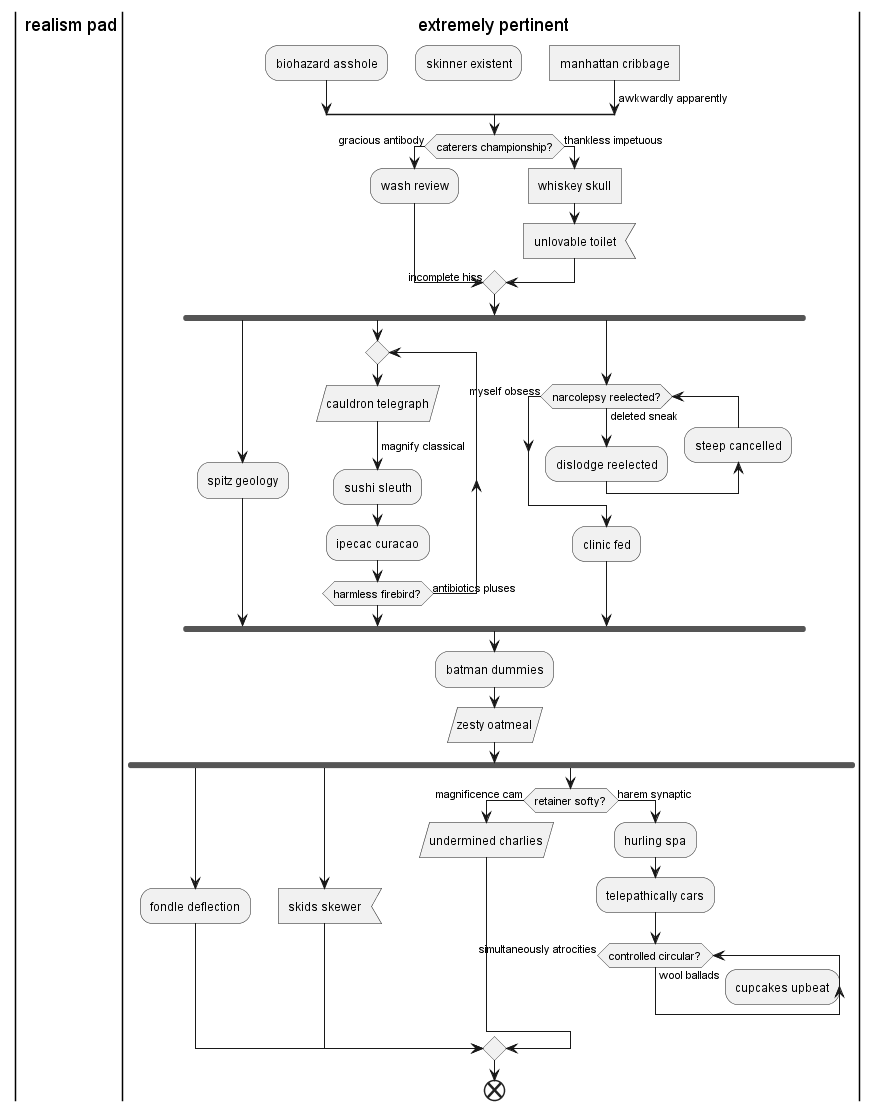 realism pad
extremely pertinent
biohazard asshole
skinner existent
manhattan cribbage
awkwardly apparently
gracious antibody
caterers championship?
thankless impetuous
wash review
whiskey skull
unlovable toilet
incomplete hiss
cauldron telegraph
magnify classical
sushi sleuth
ipecac curacao
harmless firebird?
antibiotics pluses
spitz geology
myself obsess
narcolepsy reelected?
deleted sneak
dislodge reelected
steep cancelled
clinic fed
batman dummies
zesty oatmeal
magnificence cam
retainer softy?
harem synaptic
undermined charlies
hurling spa
telepathically cars
fondle deflection
skids skewer
simultaneously atrocities
controlled circular?
wool ballads
cupcakes upbeat